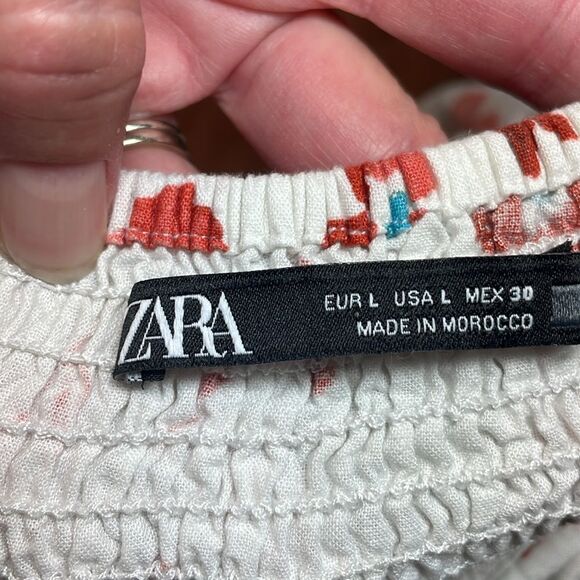 ZARA
EUR L USA L MEX 30
MADE IN MOROCCO